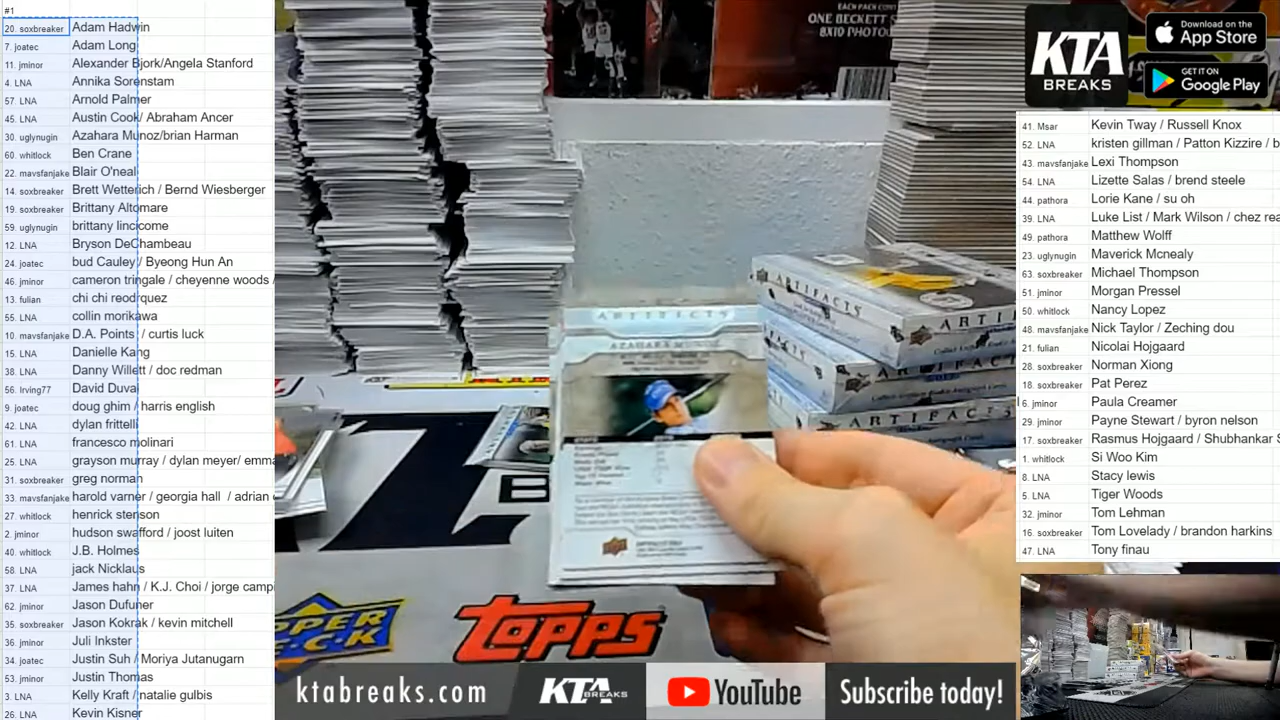 #1
20. soxbreaker Adam Hadwin
7. joatec Adam Long
11. jminor Alexander Bjork/Angela Stanford
4. LNA Annika Sorenstam
57. LNA Arnold Palmer
45. LNA Austin Cook/ Abraham Ancer
30. uglynugin Azahara Munoz/brian Harman
60. whitlock Ben Crane
22. mavsfanjake Blair O'neal
14. soxbreaker Brett Wetterich / Bernd Wiesberger
19. soxbreaker Brittany Altomare
59. uglynugin brittany lincicome
12. LNA Bryson DeChambeau
24. joatec bud Cauley / Byeong Hun An
46. jminor cameron tringale / cheyenne woods /
13. fulian chi chi reodrquez
55. LNA collin morikawa
10. mavsfanjake D.A. Points / curtis luck
15. LNA Danielle Kang
38. LNA Danny Willett / doc redman
56. Irving77 David Duval
9. joatec doug ghim / harris english
42. LNA dylan frittelli
61. LNA francesco molinari
25. LNA grayson murray / dylan meyer/ emma
31. soxbreaker greg norman
33. mavsfanjake harold varner / georgia hall / adrian
27. whitlock henrick stenson
2. jminor hudson swafford / joost luiten
40. whitlock J.B. Holmes
58. LNA jack Nicklaus
37. LNA James hahn / K.J. Choi / jorge camp
62. jminor Jason Dufuner
35. soxbreaker Jason Kokrak / kevin mitchell
36. jminor Juli Inkster
34. joatec Justin Suh / Moriya Jutanugarn
53. jminor Justin Thomas
3. LNA Kelly Kraft / natalie gulbis
26. LNA Kevin Kisner
EACH PACK CON
ONE BECKETT
8X10 PHOTO
ARTIFACTS
ARTIFACTS
AZAHARA MUNOZ
UPPER DECK
TOPPS
KTA
BREAKS
Download on the
App Store
GET IT ON
Google Play
41. Msar Kevin Tway / Russell Knox
52. LNA kristen gillman / Patton Kizzire / b
43. mavsfanjake Lexi Thompson
54. LNA Lizette Salas / brend steele
44. pathora Lorie Kane / su oh
39. LNA Luke List / Mark Wilson / chez rea
49. pathora Matthew Wolff
23. uglynugin Maverick Mcnealy
63. soxbreaker Michael Thompson
51. jminor Morgan Pressel
50. whitlock Nancy Lopez
48. mavsfanjake Nick Taylor / Zeching dou
21. fulian Nicolai Hojgaard
28. soxbreaker Norman Xiong
18. soxbreaker Pat Perez
6. jminor Paula Creamer
29. jminor Payne Stewart / byron nelson
17. soxbreaker Rasmus Hojgaard / Shubhankar S
1. whitlock Si Woo Kim
8. LNA Stacy lewis
5. LNA Tiger Woods
32. jminor Tom Lehman
16. soxbreaker Tom Lovelady / brandon harkins
47. LNA Tony finau
ktabreaks.com
KTA BREAKS
YouTube
Subscribe today!